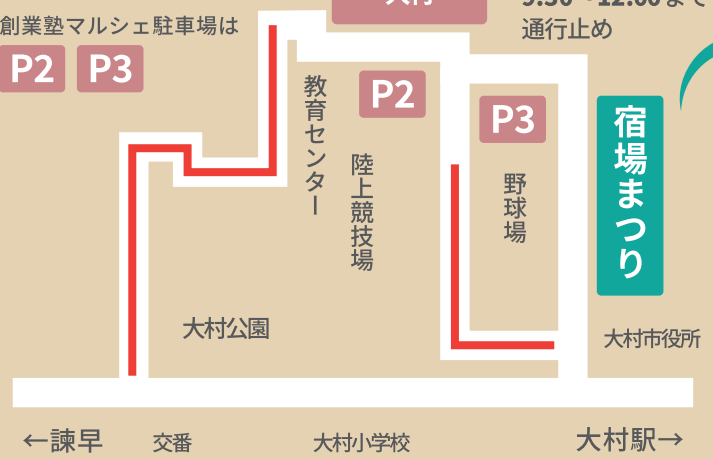 創業塾マルシェ駐車場は
P2 P3
大村
9:30~12:00まで
通行止め
P2
P3
教育センター
陸上競技場
野球場
宿場まつり
大村公園
大村市役所
←諫早
交番
大村小学校
大村駅→